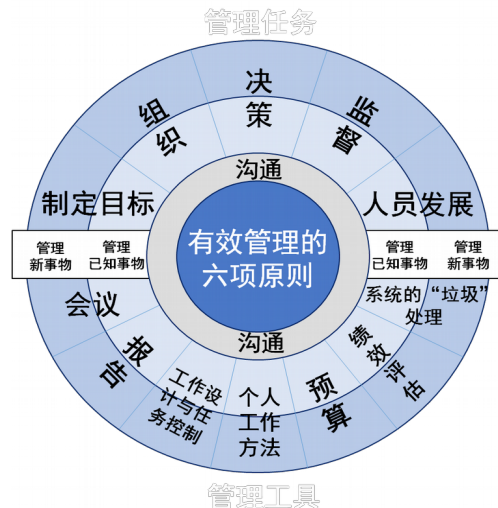 管理任务
决策
组织
监督
制定目标
人员发展
沟通
有效管理的
六项原则
沟通
管理
新事物
管理
已知事物
管理
已知事物
管理
新事物
会议
报告
工作设
计与任
务控制
个人
工作
方法
预算
绩效评估
系统的“垃圾”
处理
管理工具